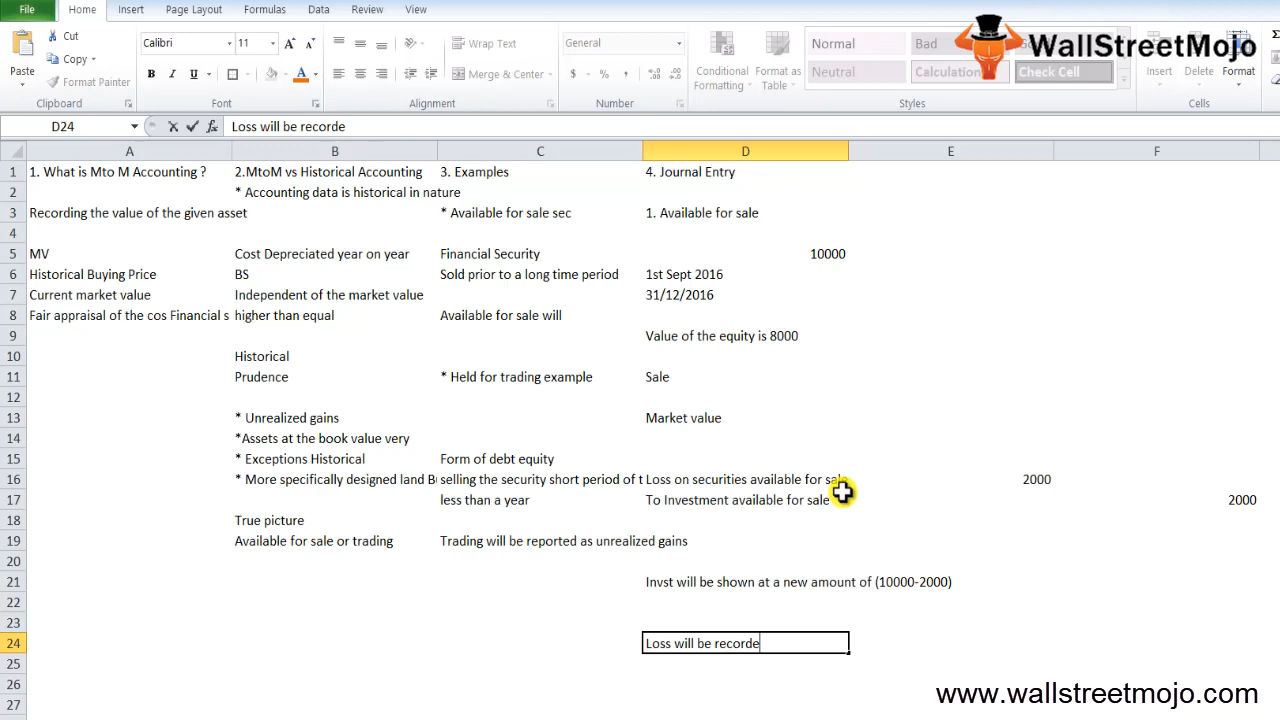 File Home Insert Page Layout Formulas Data Review View
Cut
Copy
Format Painter
Paste
Clipboard
Calibri 11
B I U A
Font
Wrap Text
Merge & Center
Alignment
General
$ % ,
Number
Conditional Formatting
Format as Table
Normal Bad
Neutral Calculation Check Cell
Styles
Insert Delete Format
Cells
WallStreetMojo
D24 fx Loss will be recorde
A B C D E F
1 1. What is Mto M Accounting ? 2.MtoM vs Historical Accounting 3. Examples 4. Journal Entry
2 * Accounting data is historical in nature
3 Recording the value of the given asset * Available for sale sec 1. Available for sale
4
5 MV Cost Depreciated year on year Financial Security 10000
6 Historical Buying Price BS Sold prior to a long time period 1st Sept 2016
7 Current market value Independent of the market value 31/12/2016
8 Fair appraisal of the cos Financial s higher than equal Available for sale will
9 Value of the equity is 8000
10 Historical
11 Prudence * Held for trading example Sale
12
13 * Unrealized gains Market value
14 *Assets at the book value very
15 * Exceptions Historical Form of debt equity
16 * More specifically designed land B selling the security short period of t Loss on securities available for sale 2000
17 less than a year To Investment available for sale 2000
18 True picture
19 Available for sale or trading Trading will be reported as unrealized gains
20
21 Invst will be shown at a new amount of (10000-2000)
22
23
24 Loss will be recorde
25
26
27
www.wallstreetmojo.com